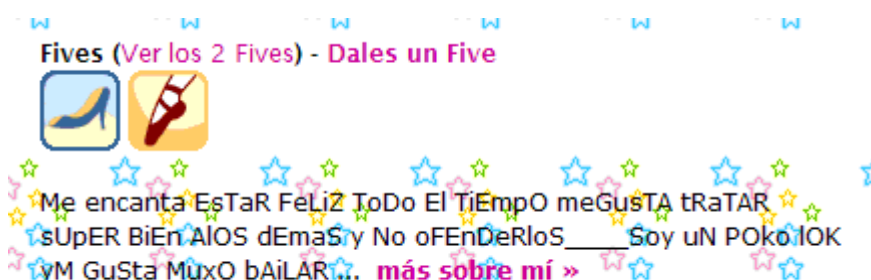 Fives (Ver los 2 Fives) - Dales un Five
Me encanta EsTaR FeLiZ ToDo El TiEmpO meGusTA tRaTAR
sUpER BiEn AlOS dEmaS y No oFEnDeRloS_____Soy uN POko lOK
yM GuSta MuxO bAiLAR ... más sobre mí »